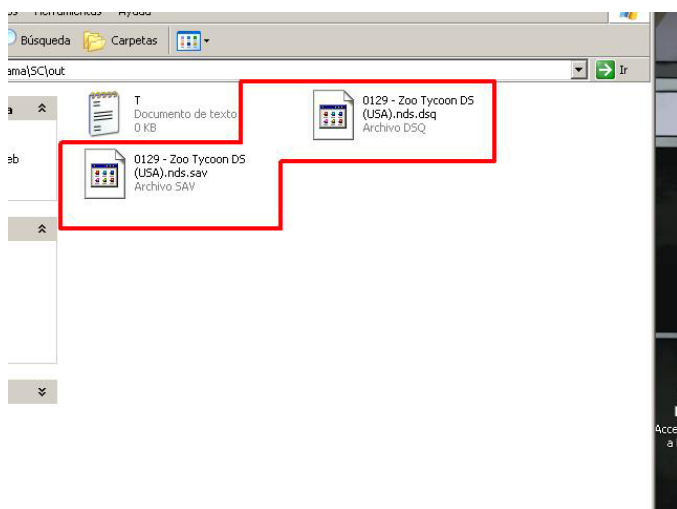 Herramientas Ayuda
Búsqueda Carpetas
ama\SC\out Ir
T
Documento de texto
0 KB
0129 - Zoo Tycoon DS
(USA).nds.dsq
Archivo DSQ
eb
0129 - Zoo Tycoon DS
(USA).nds.sav
Archivo SAV
Acce
a